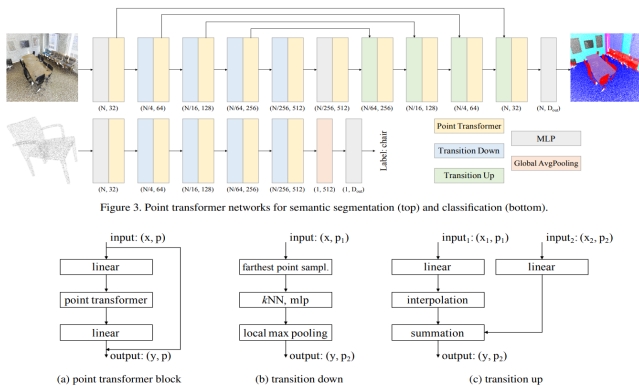 (N, 32) (N/4, 64) (N/16, 128) (N/64, 256) (N/256, 512) (N/256, 512) (N/64, 256) (N/16, 128) (N/4, 64) (N, 32) (N, D_out)
(N, 32) (N/4, 64) (N/16, 128) (N/64, 256) (N/256, 512) (1, 512) (1, D_out)
Label: chair
Point Transformer
MLP
Transition Down
Global AvgPooling
Transition Up
Figure 3. Point transformer networks for semantic segmentation (top) and classification (bottom).
input: (x, p)
linear
point transformer
linear
output: (y, p)
(a) point transformer block
input: (x, p₁)
farthest point sampl.
kNN, mlp
local max pooling
output: (y, p₂)
(b) transition down
input₁: (x₁, p₁) input₂: (x₂, p₂)
linear linear
interpolation
summation
output: (y, p₂)
(c) transition up